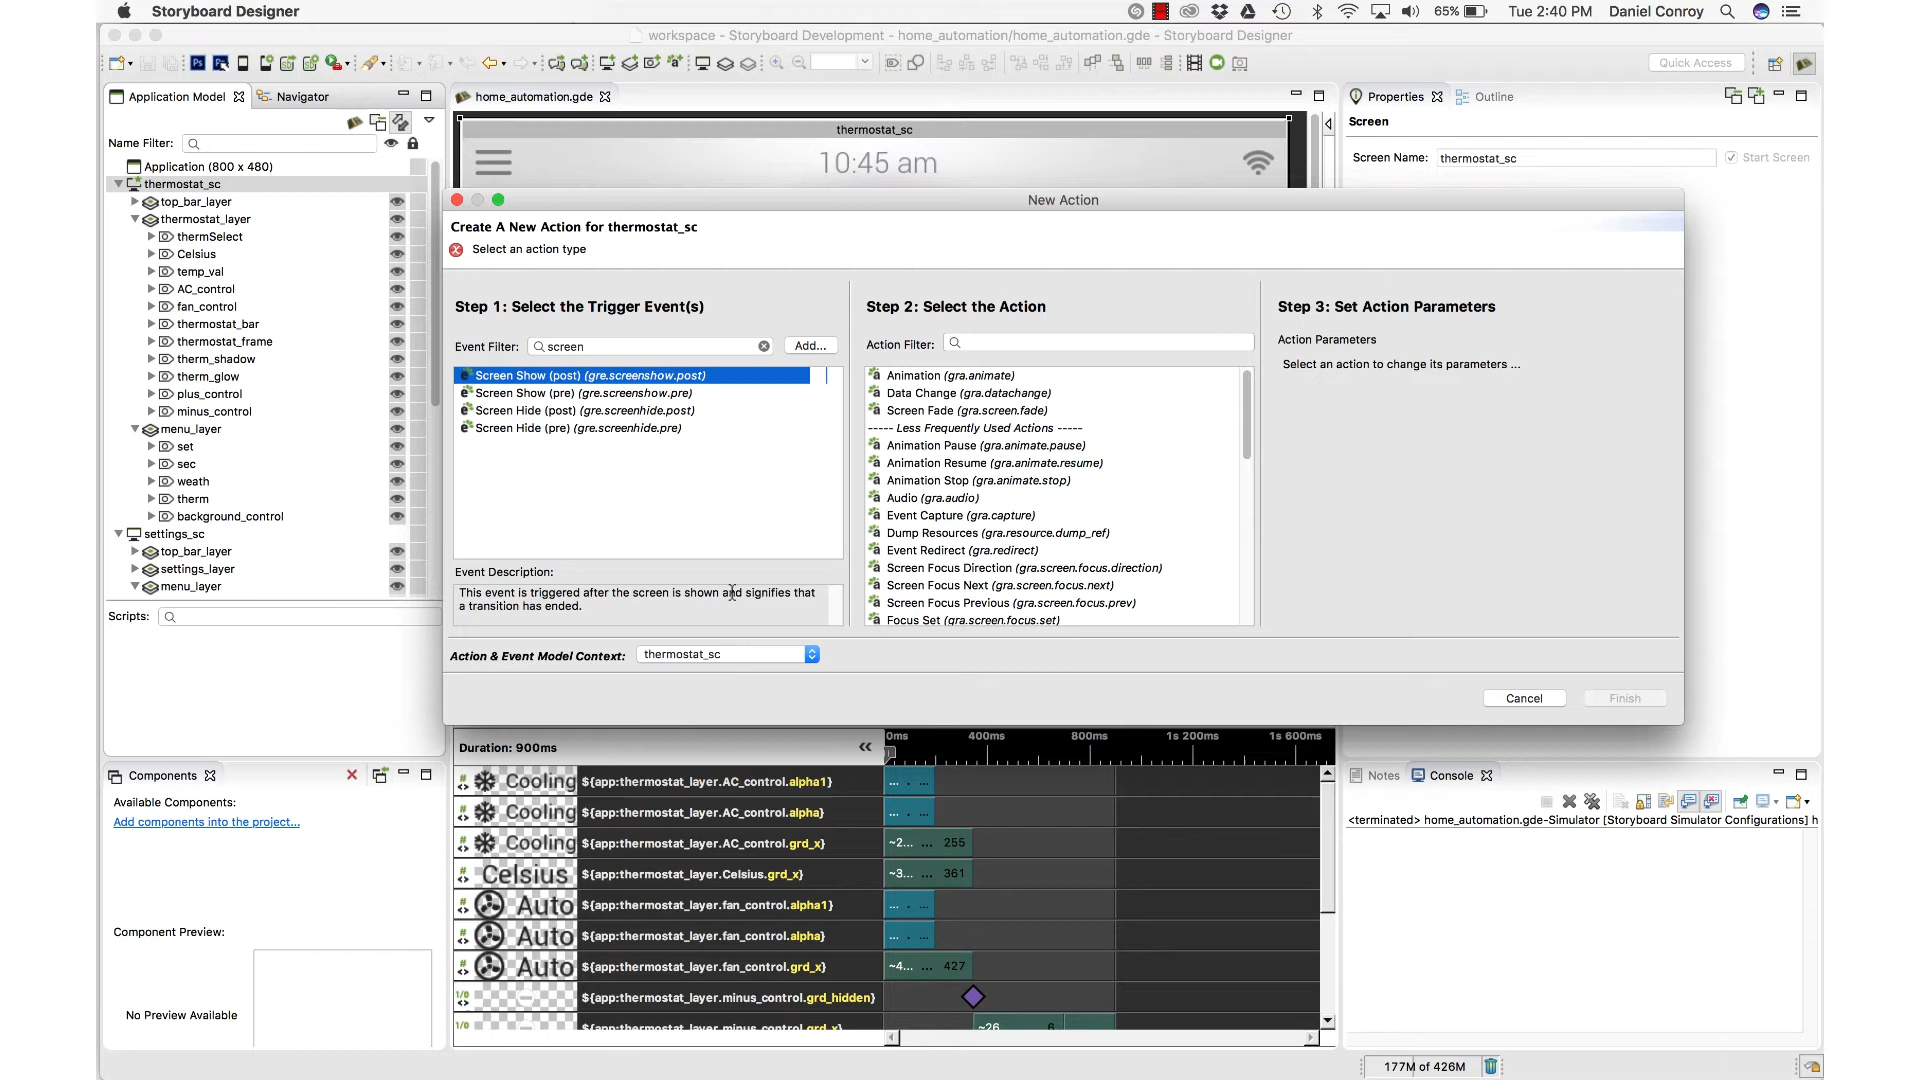 Storyboard Designer
65%
Tue 2:40 PM
Daniel Conroy
workspace - Storyboard Development - home_automation/home_automation.gde - Storyboard Designer
Quick Access
Application Model
Navigator
home_automation.gde
Properties
Outline
Name Filter:
Application (800 x 480)
thermostat_sc
top_bar_layer
thermostat_layer
thermSelect
Celsius
temp_val
AC_control
fan_control
thermostat_bar
thermostat_frame
therm_shadow
therm_glow
plus_control
minus_control
menu_layer
set
sec
weath
therm
background_control
settings_sc
top_bar_layer
settings_layer
menu_layer
Scripts:
thermostat_sc
10:45 am
Screen
Screen Name: thermostat_sc
Start Screen
New Action
Create A New Action for thermostat_sc
Select an action type
Step 1: Select the Trigger Event(s)
Event Filter: screen
Add...
Screen Show (post) (gre.screenshow.post)
Screen Show (pre) (gre.screenshow.pre)
Screen Hide (post) (gre.screenhide.post)
Screen Hide (pre) (gre.screenhide.pre)
Event Description:
This event is triggered after the screen is shown and signifies that
a transition has ended.
Step 2: Select the Action
Action Filter:
Animation (gra.animate)
Data Change (gra.datachange)
Screen Fade (gra.screen.fade)
----- Less Frequently Used Actions -----
Animation Pause (gra.animate.pause)
Animation Resume (gra.animate.resume)
Animation Stop (gra.animate.stop)
Audio (gra.audio)
Event Capture (gra.capture)
Dump Resources (gra.resource.dump_ref)
Event Redirect (gra.redirect)
Screen Focus Direction (gra.screen.focus.direction)
Screen Focus Next (gra.screen.focus.next)
Screen Focus Previous (gra.screen.focus.prev)
Focus Set (gra.screen.focus.set)
Step 3: Set Action Parameters
Action Parameters
Select an action to change its parameters ...
Action & Event Model Context: thermostat_sc
Cancel
Finish
Components
Available Components:
Add components into the project...
Component Preview:
No Preview Available
Duration: 900ms
0ms 400ms 800ms 1s 200ms 1s 600ms
Cooling ${app:thermostat_layer.AC_control.alpha1} ... ...
Cooling ${app:thermostat_layer.AC_control.alpha} ... ...
Cooling ${app:thermostat_layer.AC_control.grd_x} ~2... ... 255
Celsius ${app:thermostat_layer.Celsius.grd_x} ~3... ... 361
Auto ${app:thermostat_layer.fan_control.alpha1} ... . ...
Auto ${app:thermostat_layer.fan_control.alpha} ... . ...
Auto ${app:thermostat_layer.fan_control.grd_x} ~4... ... 427
1/0 ${app:thermostat_layer.minus_control.grd_hidden}
1/0 ${app:thermostat_layer.minus_control.grd_x} ~26 6
Notes
Console
<terminated> home_automation.gde-Simulator [Storyboard Simulator Configurations] h
177M of 426M